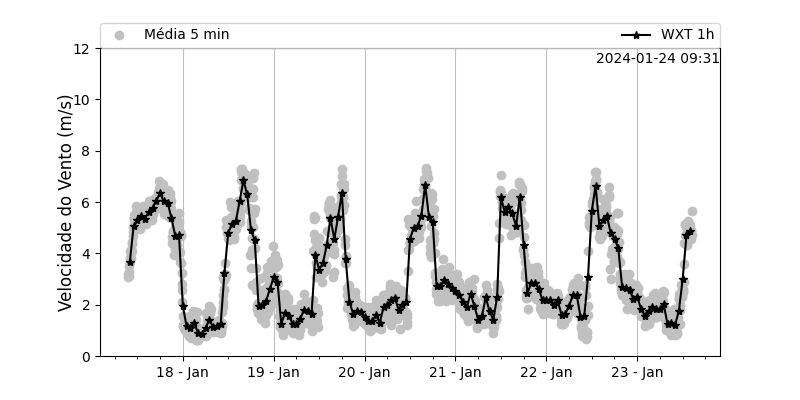 Média 5 min
WXT 1h
2024-01-24 09:31
Velocidade do Vento (m/s)
12
10
8
6
4
2
0
18 - Jan
19 - Jan
20 - Jan
21 - Jan
22 - Jan
23 - Jan